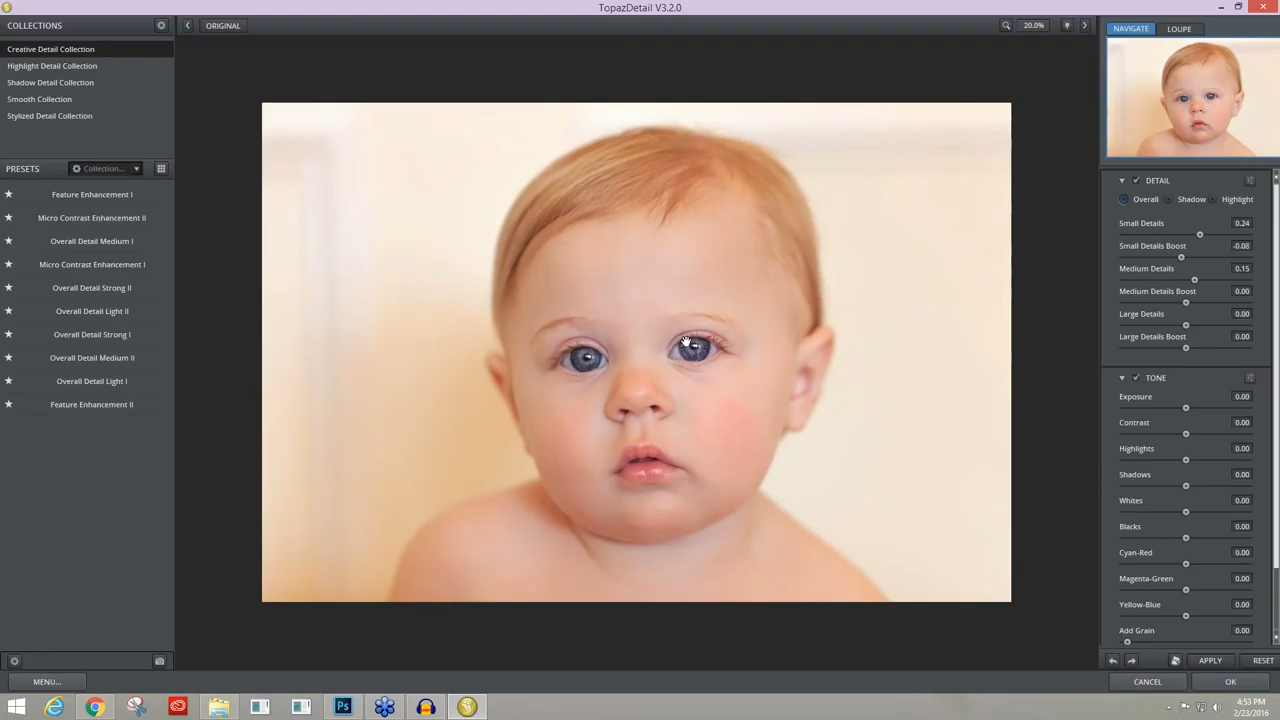 TopazDetail V3.2.0
COLLECTIONS
ORIGINAL
20.0%
NAVIGATE
LOUPE
Creative Detail Collection
Highlight Detail Collection
Shadow Detail Collection
Smooth Collection
Stylized Detail Collection
PRESETS
Collection...
Feature Enhancement I
Micro Contrast Enhancement II
Overall Detail Medium I
Micro Contrast Enhancement I
Overall Detail Strong II
Overall Detail Light II
Overall Detail Strong I
Overall Detail Medium II
Overall Detail Light I
Feature Enhancement II
DETAIL
Overall Shadow Highlight
Small Details 0.24
Small Details Boost -0.08
Medium Details 0.15
Medium Details Boost 0.00
Large Details 0.00
Large Details Boost 0.00
TONE
Exposure 0.00
Contrast 0.00
Highlights 0.00
Shadows 0.00
Whites 0.00
Blacks 0.00
Cyan-Red 0.00
Magenta-Green 0.00
Yellow-Blue 0.00
Add Grain 0.00
APPLY
RESET
MENU...
CANCEL
OK
Ps
4:53 PM
2/23/2016